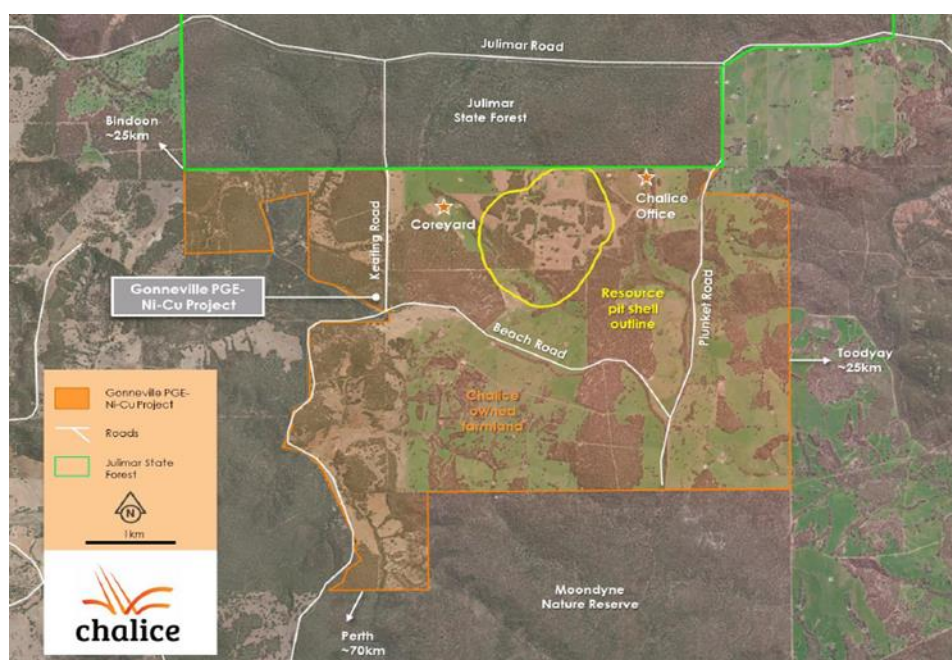 Julimar Road
Julimar
State Forest
Bindoon
~25km
Chalice
Office
Coreyard
Keating Road
Gonneville PGE-
Ni-Cu Project
Resource
pit shell
outline
Plunket Road
Beach Road
Toodyay
~25km
Chalice
owned
farmland
Gonneville PGE-
Ni-Cu Project
Roads
Julimar State
Forest
N
1km
chalice
Moondyne
Nature Reserve
Perth
~70km